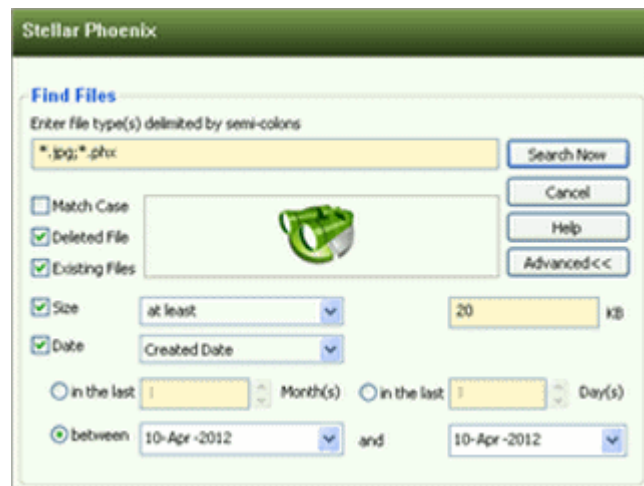 Stellar Phoenix
Find Files
Enter file type(s) delimited by semi-colons
*.jpg;*.phx
Search Now
Match Case
Cancel
Deleted File
Help
Existing Files
Advanced<<
Size at least 20 KB
Date Created Date
in the last Month(s) in the last Day(s)
between 10-Apr -2012 and 10-Apr -2012